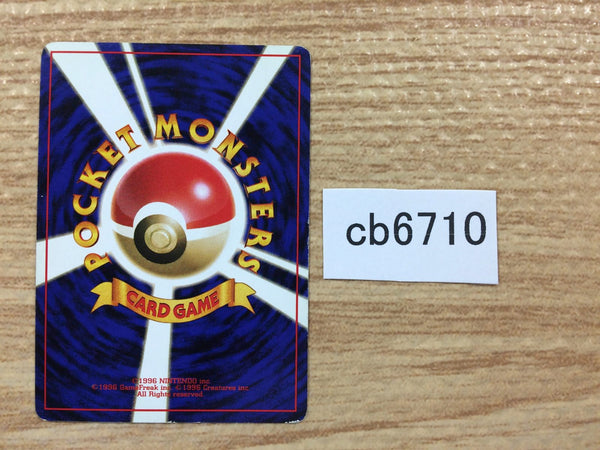 POCKET MONSTERS
CARD GAME
©1996 NINTENDO inc.
©1996 GameFreak inc. ©1996 Creatures inc.
All Rights reserved
cb6710